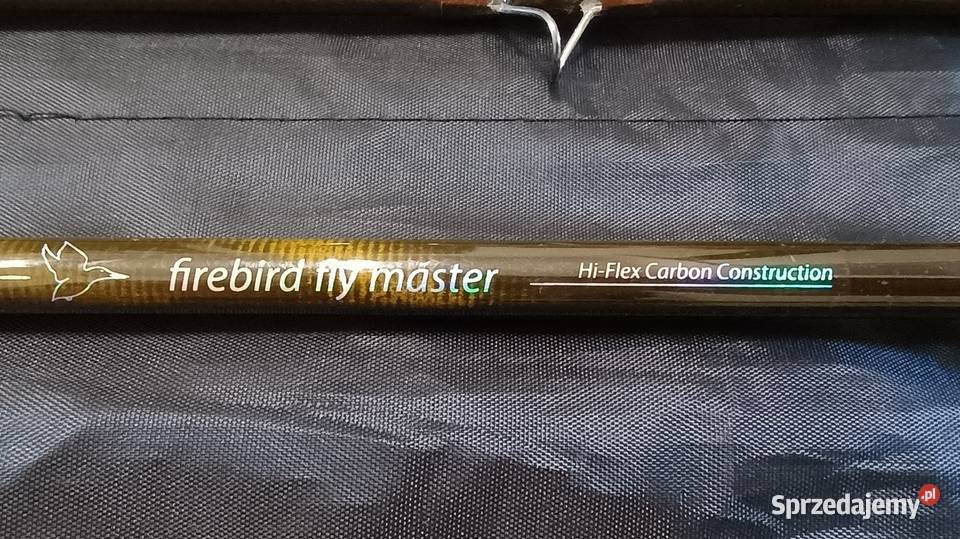 firebird fly master
Hi-Flex Carbon Construction
Sprzedajemy.pl